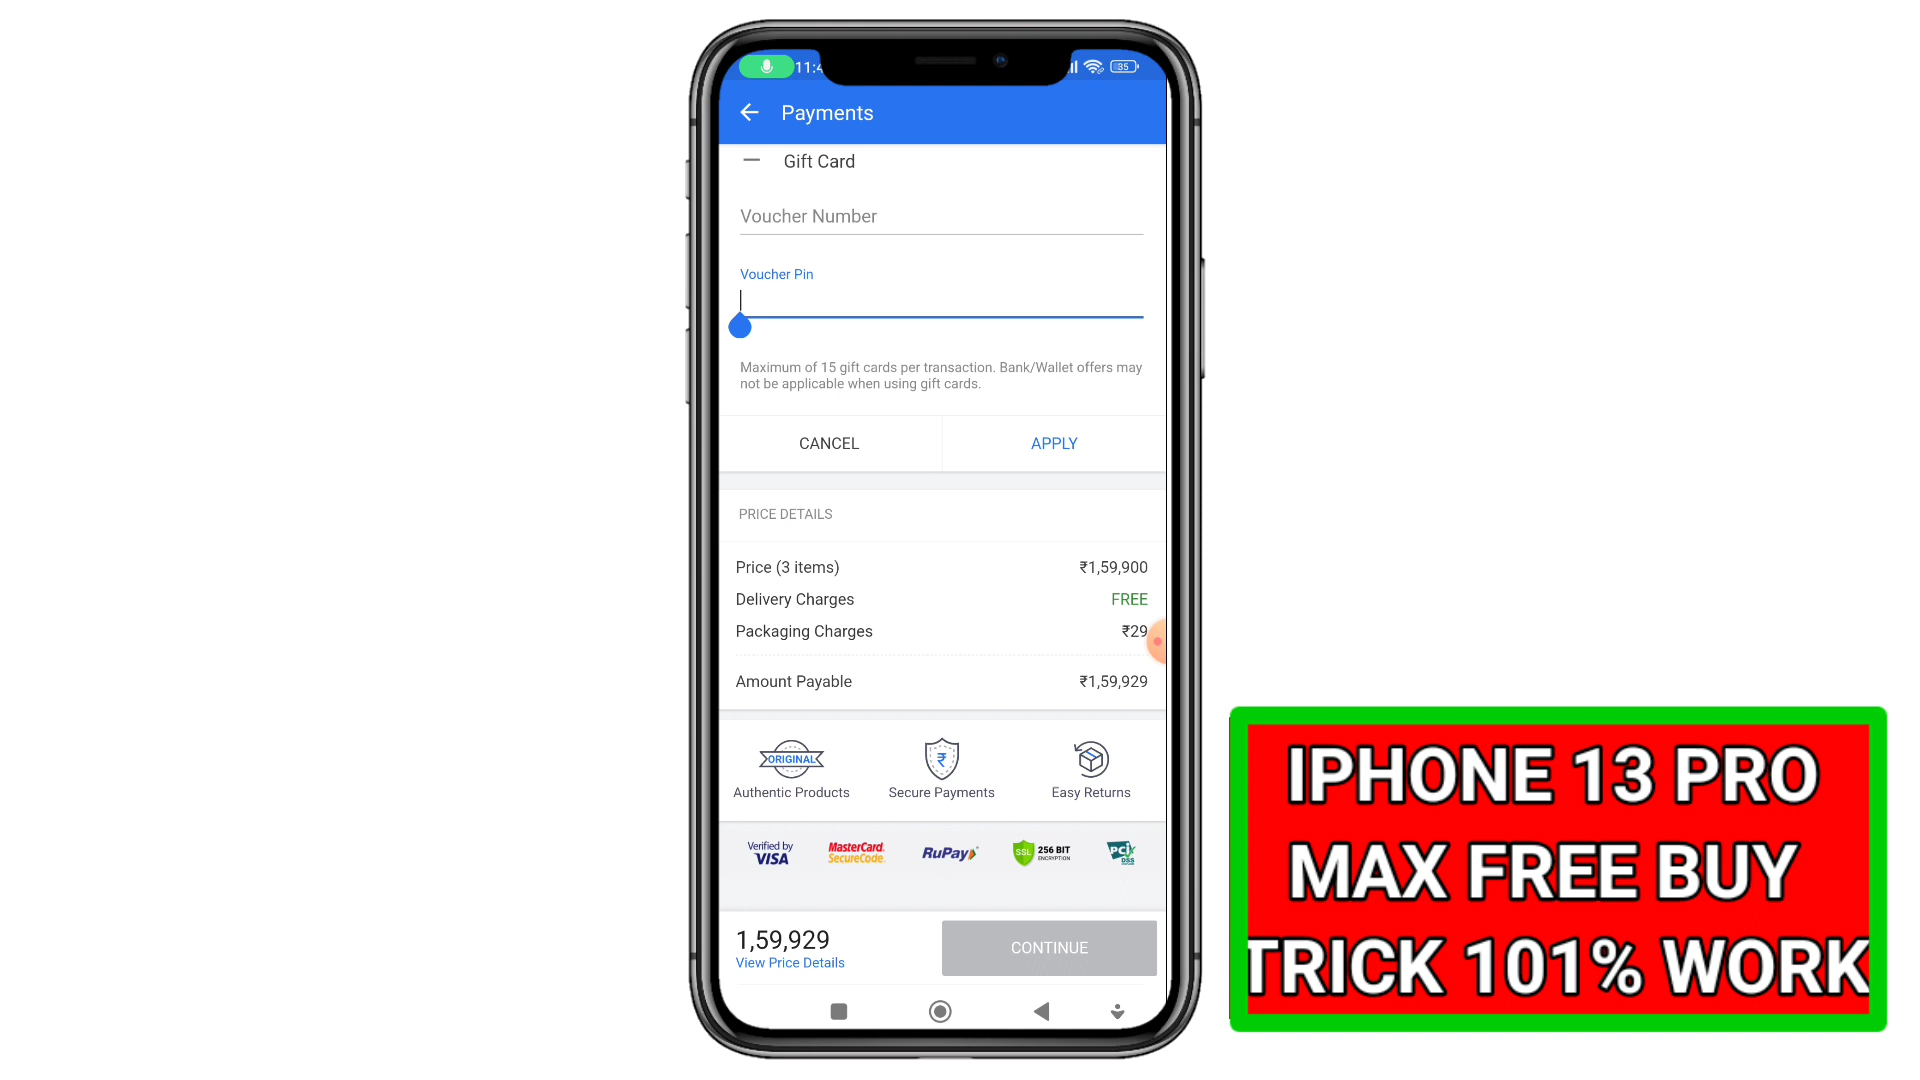 11:4
35
Payments
Gift Card
Voucher Number
Voucher Pin
Maximum of 15 gift cards per transaction. Bank/Wallet offers may
not be applicable when using gift cards.
CANCEL
APPLY
PRICE DETAILS
Price (3 items)
₹1,59,900
Delivery Charges
FREE
Packaging Charges
₹29
Amount Payable
₹1,59,929
ORIGINAL
₹
Authentic Products
Secure Payments
Easy Returns
Verified by
VISA
MasterCard.
SecureCode.
RuPay
SSL
256 BIT
ENCRYPTION
PCI
DSS
1,59,929
View Price Details
CONTINUE
IPHONE 13 PRO
MAX FREE BUY
TRICK 101% WORK